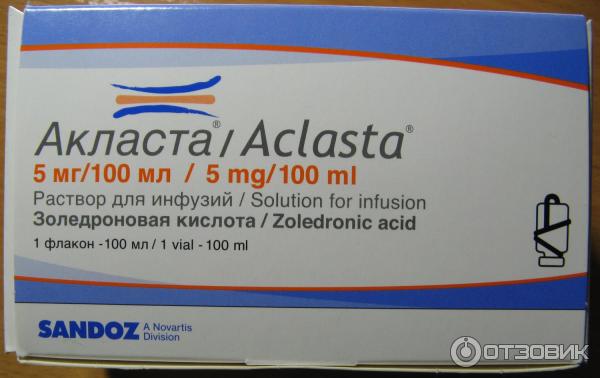 Акласта® / Aclasta®
5 мг/100 мл / 5 mg/100 ml
Раствор для инфузий / Solution for infusion
Золедроновая кислота / Zoledronic acid
1 флакон -100 мл / 1 vial - 100 ml
SANDOZ A Novartis
Division
ОТЗОВИК